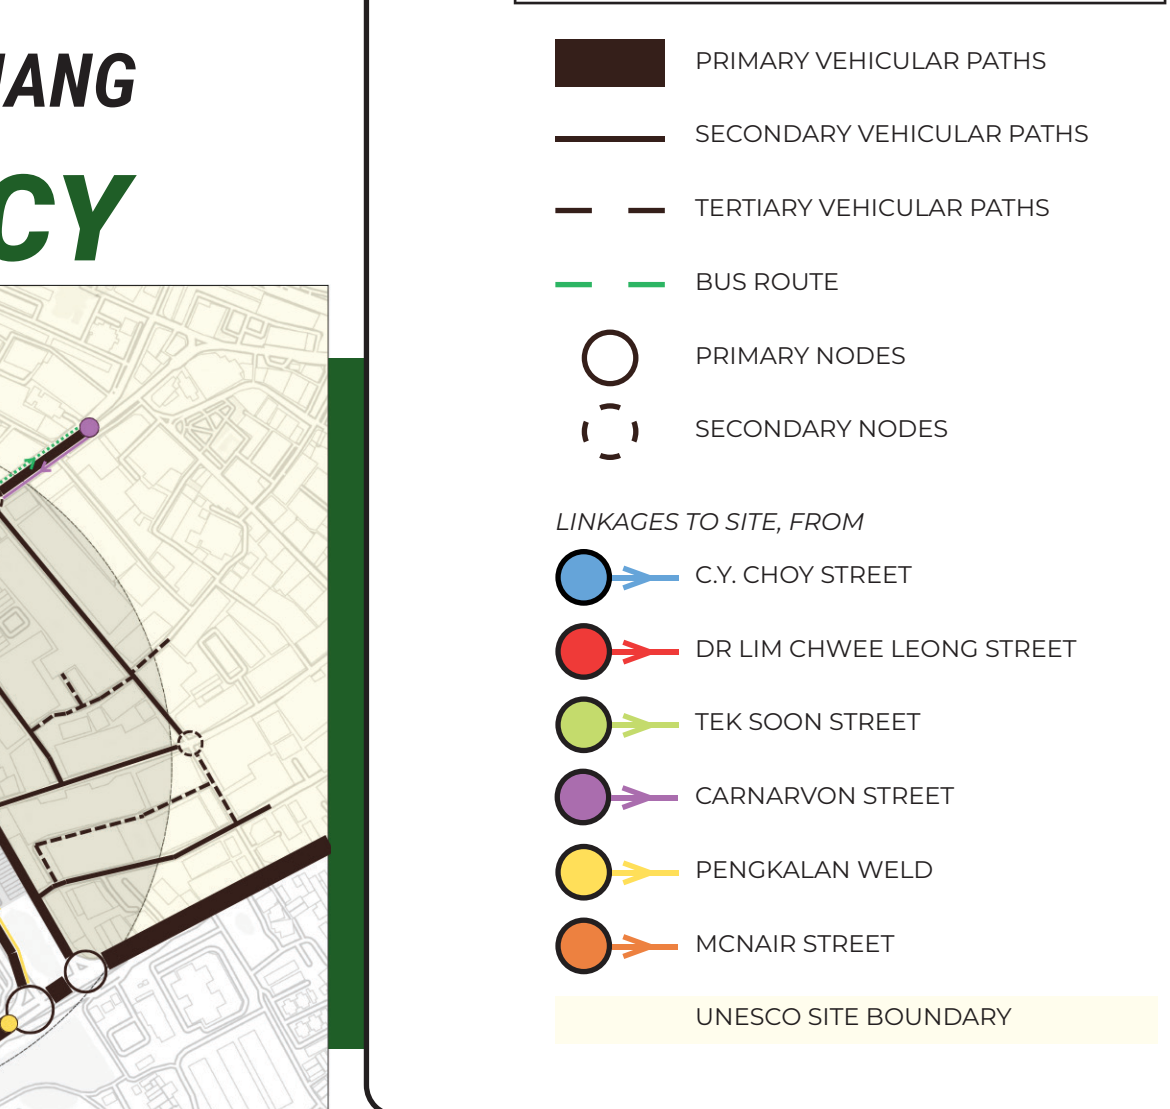 PRIMARY VEHICULAR PATHS
SECONDARY VEHICULAR PATHS
TERTIARY VEHICULAR PATHS
BUS ROUTE
PRIMARY NODES
SECONDARY NODES
LINKAGES TO SITE, FROM
C.Y. CHOY STREET
DR LIM CHWEE LEONG STREET
TEK SOON STREET
CARNARVON STREET
PENGKALAN WELD
MCNAIR STREET
UNESCO SITE BOUNDARY